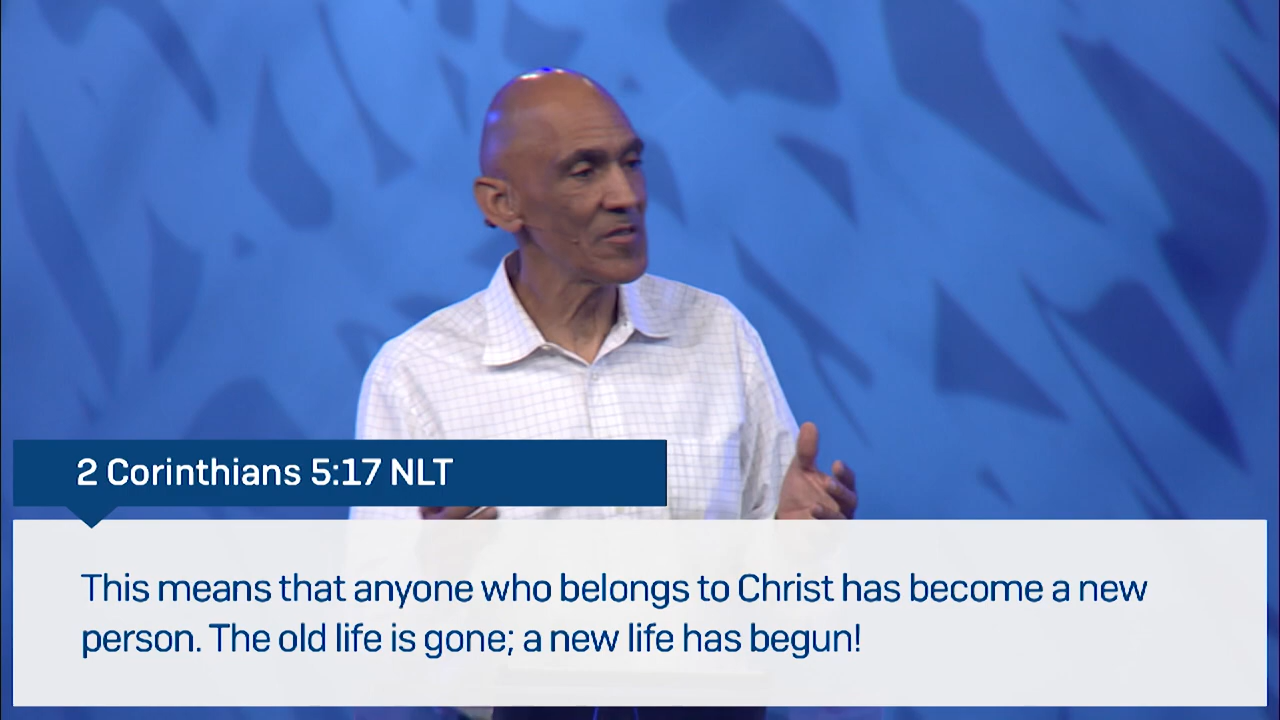 2 Corinthians 5:17 NLT
This means that anyone who belongs to Christ has become a new
person. The old life is gone; a new life has begun!